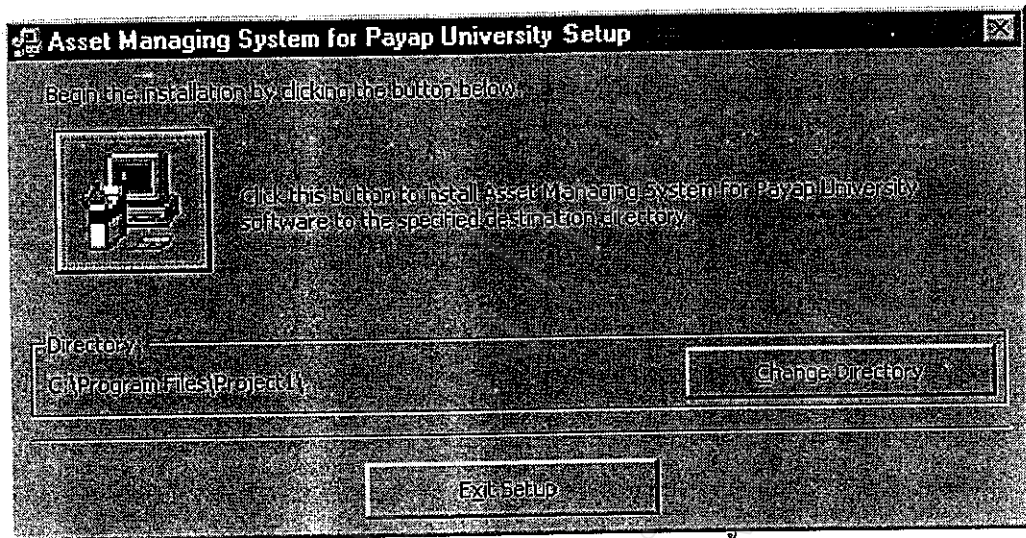 Asset Managing System for Payap University Setup
Begin the installation by clicking the button below.
Click this button to install Asset Managing System for Payap University
software to the specified destination directory.
Directory:
C:\Program Files\Project1\
Change Directory
Exit Setup